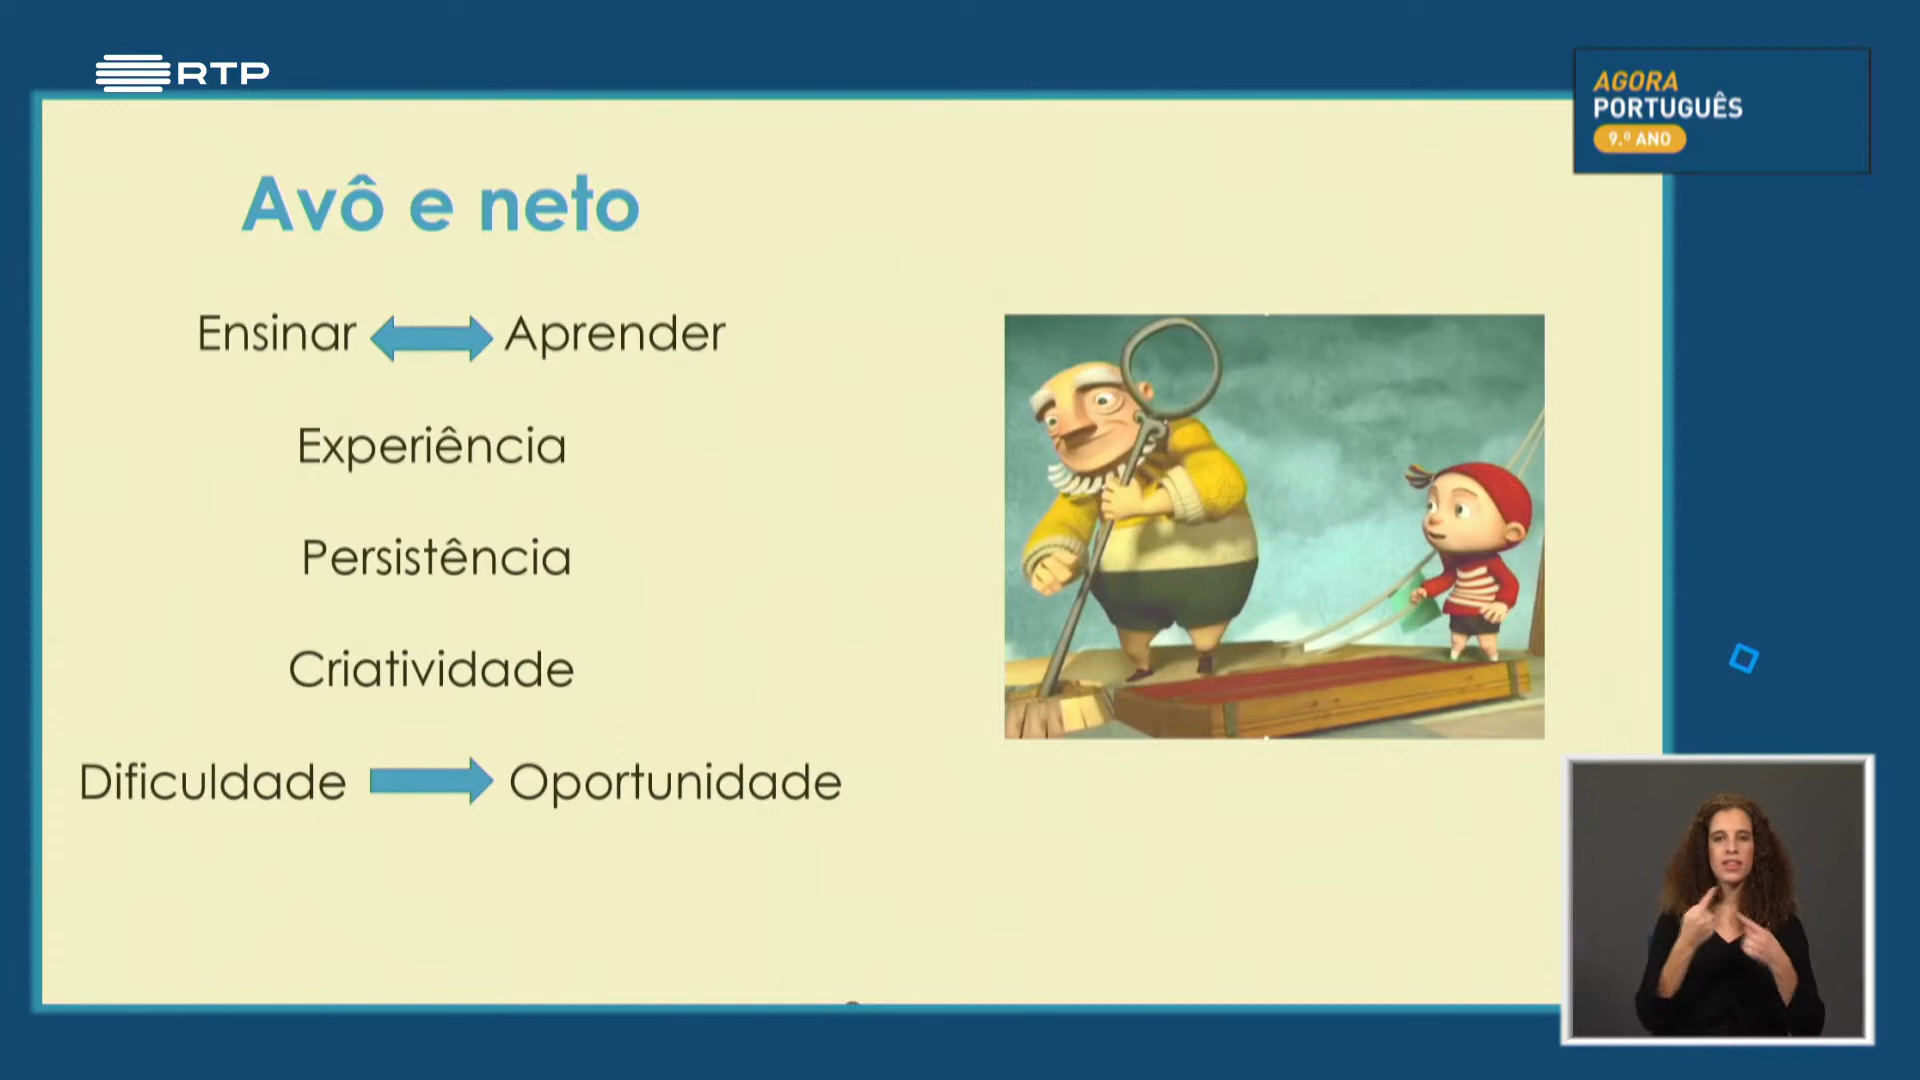 RTP
AGORA
PORTUGUÊS
9.º ANO
Avô e neto
Ensinar Aprender
Experiência
Persistência
Criatividade
Dificuldade Oportunidade